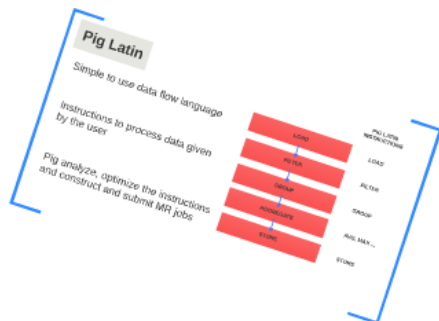 Pig Latin
Simple to use data flow language
Instructions to process data given
by the user
Pig analyze, optimize the instructions
and construct and submit MR jobs
LOAD
FILTER
GROUP
AGGREGATE
STORE
PIG LATIN
INSTRUCTIONS
LOAD
FILTER
GROUP
AVG, MAX ...
STORE